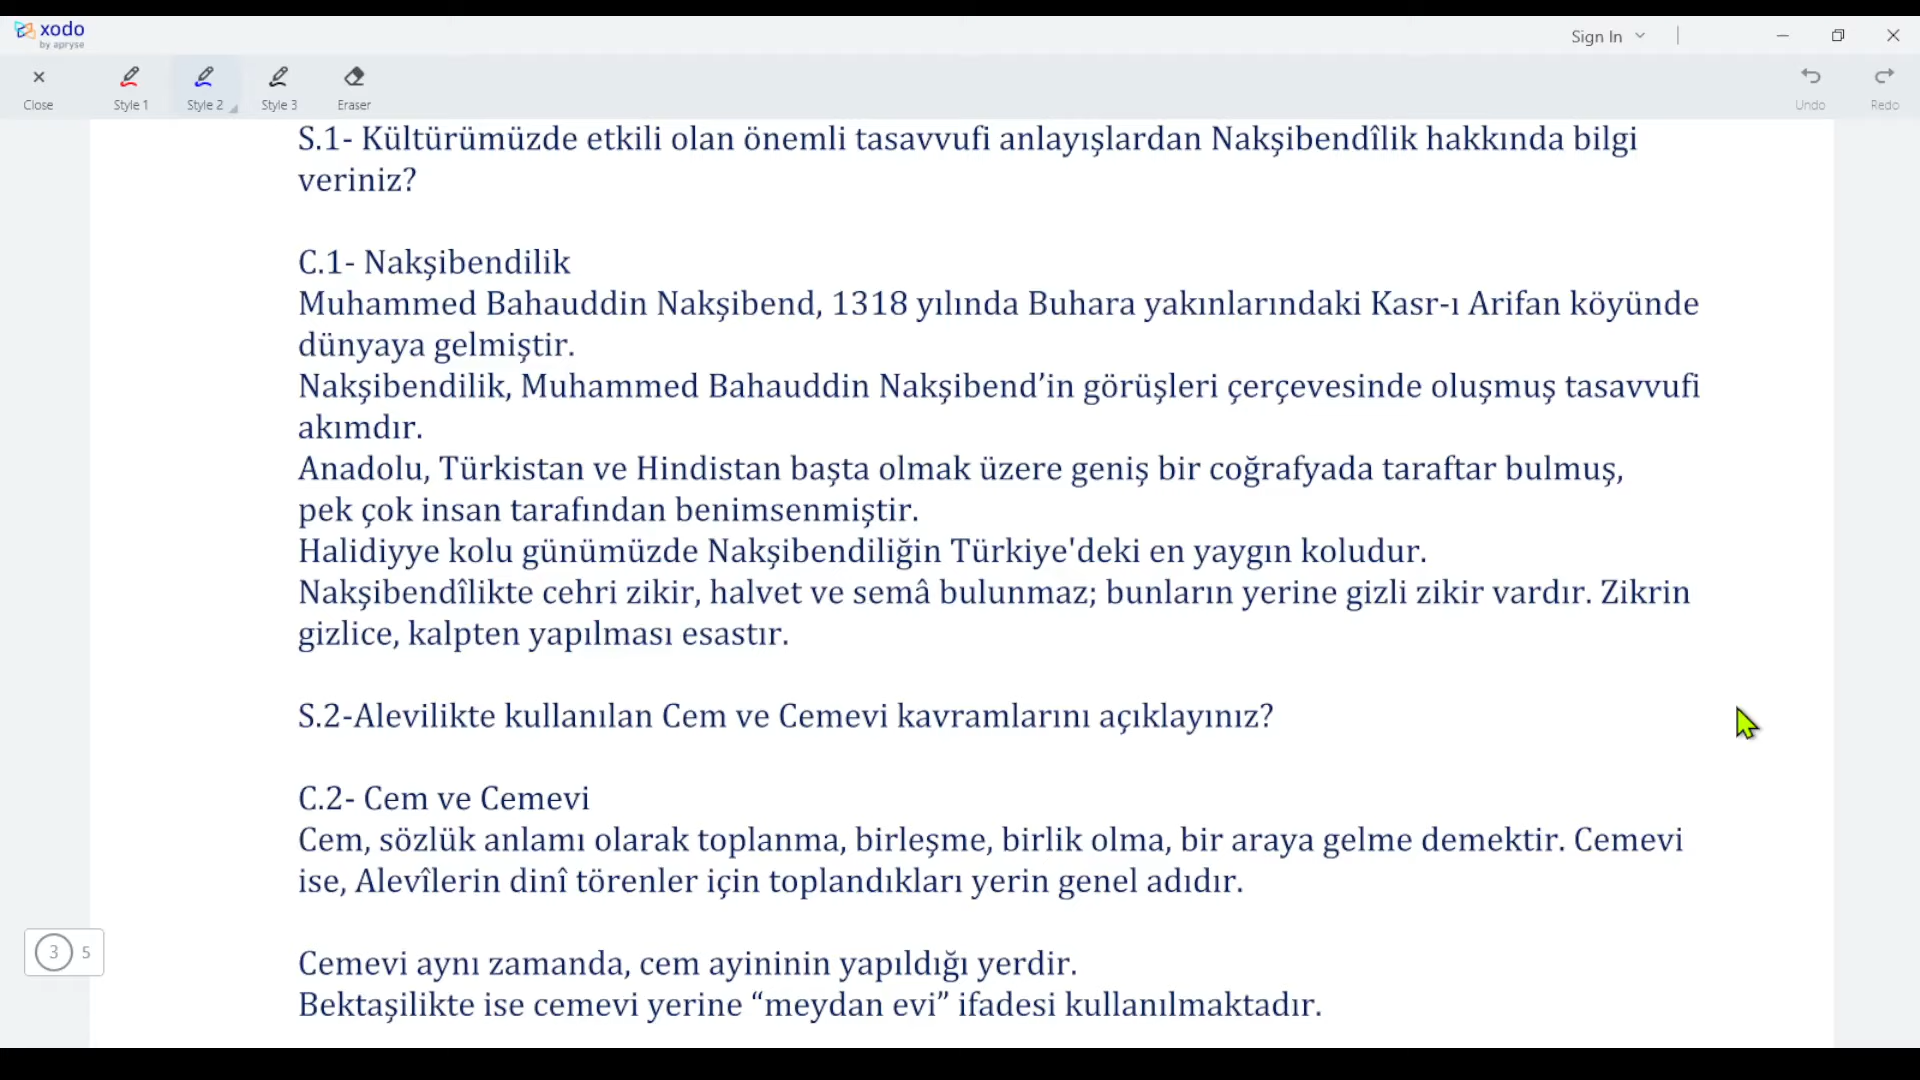 xodo
by apryse
Sign In
Close
Style 1
Style 2
Style 3
Eraser
Undo
Redo
S.1- Kültürümüzde etkili olan önemli tasavvufi anlayışlardan Nakşibendîlik hakkında bilgi
veriniz?
C.1- Nakşibendilik
Muhammed Bahauddin Nakşibend, 1318 yılında Buhara yakınlarındaki Kasr-ı Arifan köyünde
dünyaya gelmiştir.
Nakşibendilik, Muhammed Bahauddin Nakşibend’in görüşleri çerçevesinde oluşmuş tasavvufi
akımdır.
Anadolu, Türkistan ve Hindistan başta olmak üzere geniş bir coğrafyada taraftar bulmuş,
pek çok insan tarafından benimsenmiştir.
Halidiyye kolu günümüzde Nakşibendiliğin Türkiye'deki en yaygın koludur.
Nakşibendîlikte cehri zikir, halvet ve semâ bulunmaz; bunların yerine gizli zikir vardır. Zikrin
gizlice, kalpten yapılması esastır.
S.2-Alevilikte kullanılan Cem ve Cemevi kavramlarını açıklayınız?
C.2- Cem ve Cemevi
Cem, sözlük anlamı olarak toplanma, birleşme, birlik olma, bir araya gelme demektir. Cemevi
ise, Alevîlerin dinî törenler için toplandıkları yerin genel adıdır.
Cemevi aynı zamanda, cem ayininin yapıldığı yerdir.
Bektaşilikte ise cemevi yerine “meydan evi” ifadesi kullanılmaktadır.
3 5